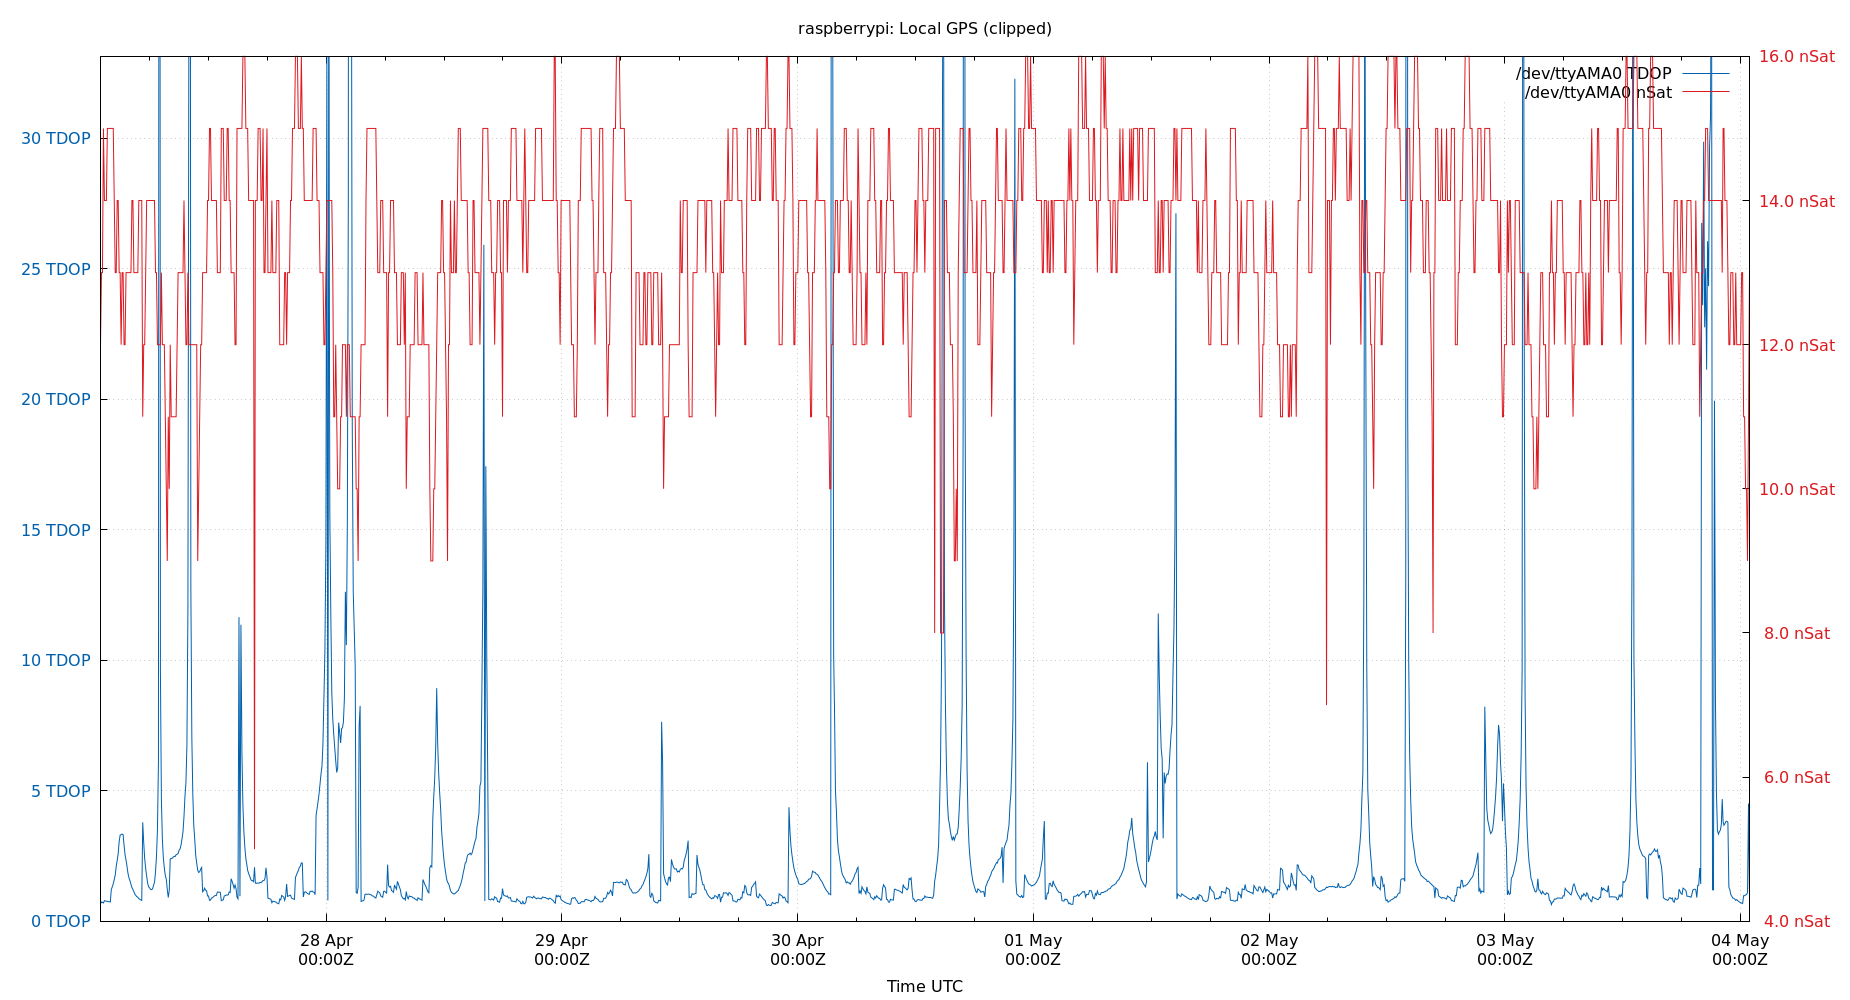 raspberrypi: Local GPS (clipped)
/dev/ttyAMA0 TDOP
/dev/ttyAMA0 nSat
30 TDOP
25 TDOP
20 TDOP
15 TDOP
10 TDOP
5 TDOP
0 TDOP
16.0 nSat
14.0 nSat
12.0 nSat
10.0 nSat
8.0 nSat
6.0 nSat
4.0 nSat
28 Apr
00:00Z
29 Apr
00:00Z
30 Apr
00:00Z
01 May
00:00Z
02 May
00:00Z
03 May
00:00Z
04 May
00:00Z
Time UTC